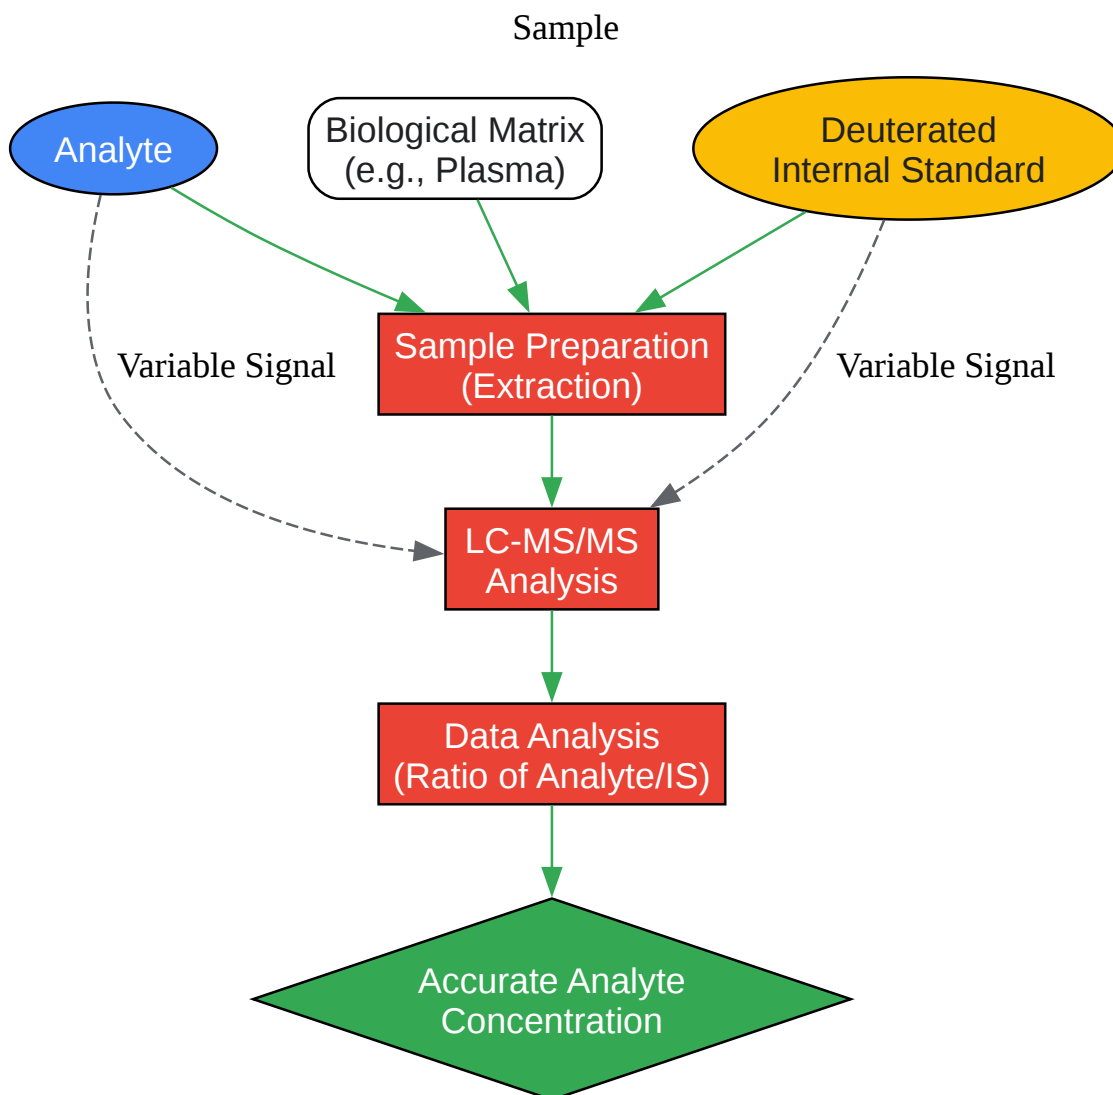 Sample
Analyte
Biological Matrix
(e.g., Plasma)
Deuterated
Internal Standard
Sample Preparation
(Extraction)
Variable Signal
Variable Signal
LC-MS/MS
Analysis
Data Analysis
(Ratio of Analyte/IS)
Accurate Analyte
Concentration